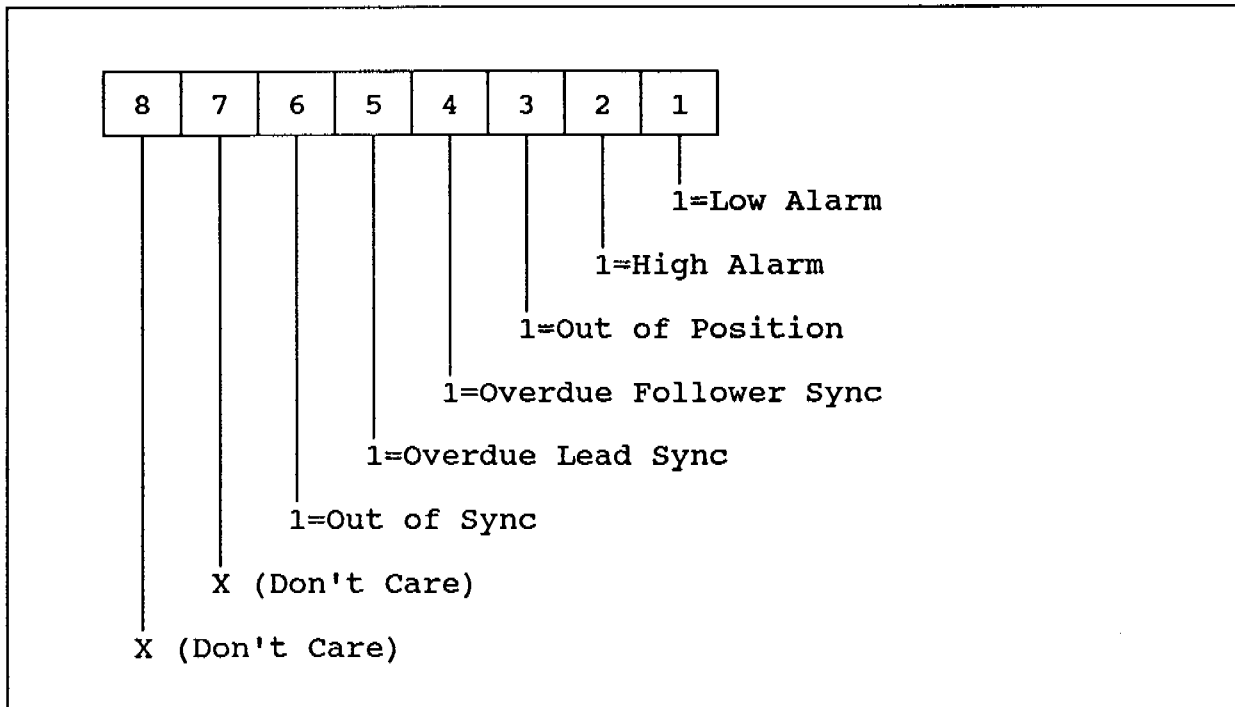 8 7 6 5 4 3 2 1
1=Low Alarm
1=High Alarm
1=Out of Position
1=Overdue Follower Sync
1=Overdue Lead Sync
1=Out of Sync
X (Don't Care)
X (Don't Care)